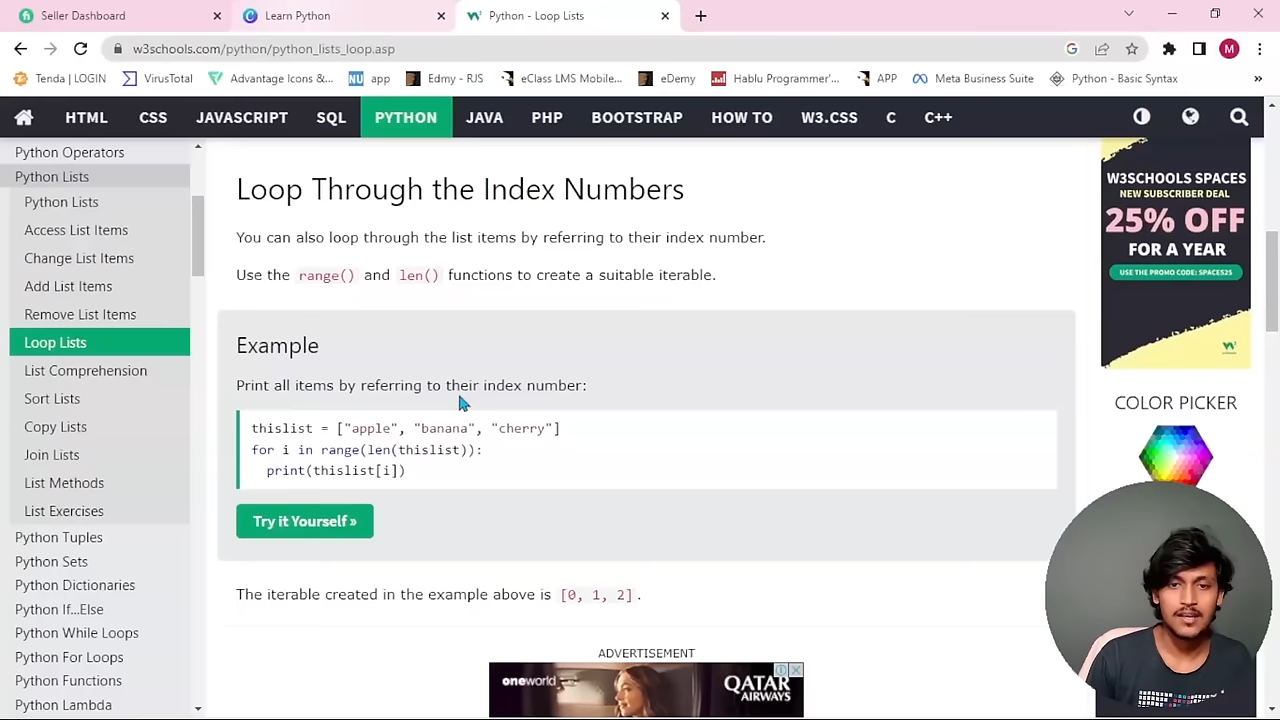 Seller Dashboard
Learn Python
Python - Loop Lists
w3schools.com/python/python_lists_loop.asp
M
Tenda | LOGIN
VirusTotal
Advantage Icons &...
NU app
Edmy - RJS
eClass LMS Mobile...
eDemy
Hablu Programmer'...
APP
Meta Business Suite
Python - Basic Syntax
»
HTML
CSS
JAVASCRIPT
SQL
PYTHON
JAVA
PHP
BOOTSTRAP
HOW TO
W3.CSS
C
C++
Python Operators
Python Lists
Python Lists
Access List Items
Change List Items
Add List Items
Remove List Items
Loop Lists
List Comprehension
Sort Lists
Copy Lists
Join Lists
List Methods
List Exercises
Python Tuples
Python Sets
Python Dictionaries
Python If...Else
Python While Loops
Python For Loops
Python Functions
Python Lambda
Loop Through the Index Numbers
You can also loop through the list items by referring to their index number.
Use the range() and len() functions to create a suitable iterable.
Example
Print all items by referring to their index number:
thislist = ["apple", "banana", "cherry"]
for i in range(len(thislist)):
  print(thislist[i])
Try it Yourself »
The iterable created in the example above is [0, 1, 2].
ADVERTISEMENT
oneworld
QATAR
AIRWAYS
W3SCHOOLS SPACES
NEW SUBSCRIBER DEAL
25% OFF
FOR A YEAR
USE THE PROMO CODE: SPACES25
COLOR PICKER